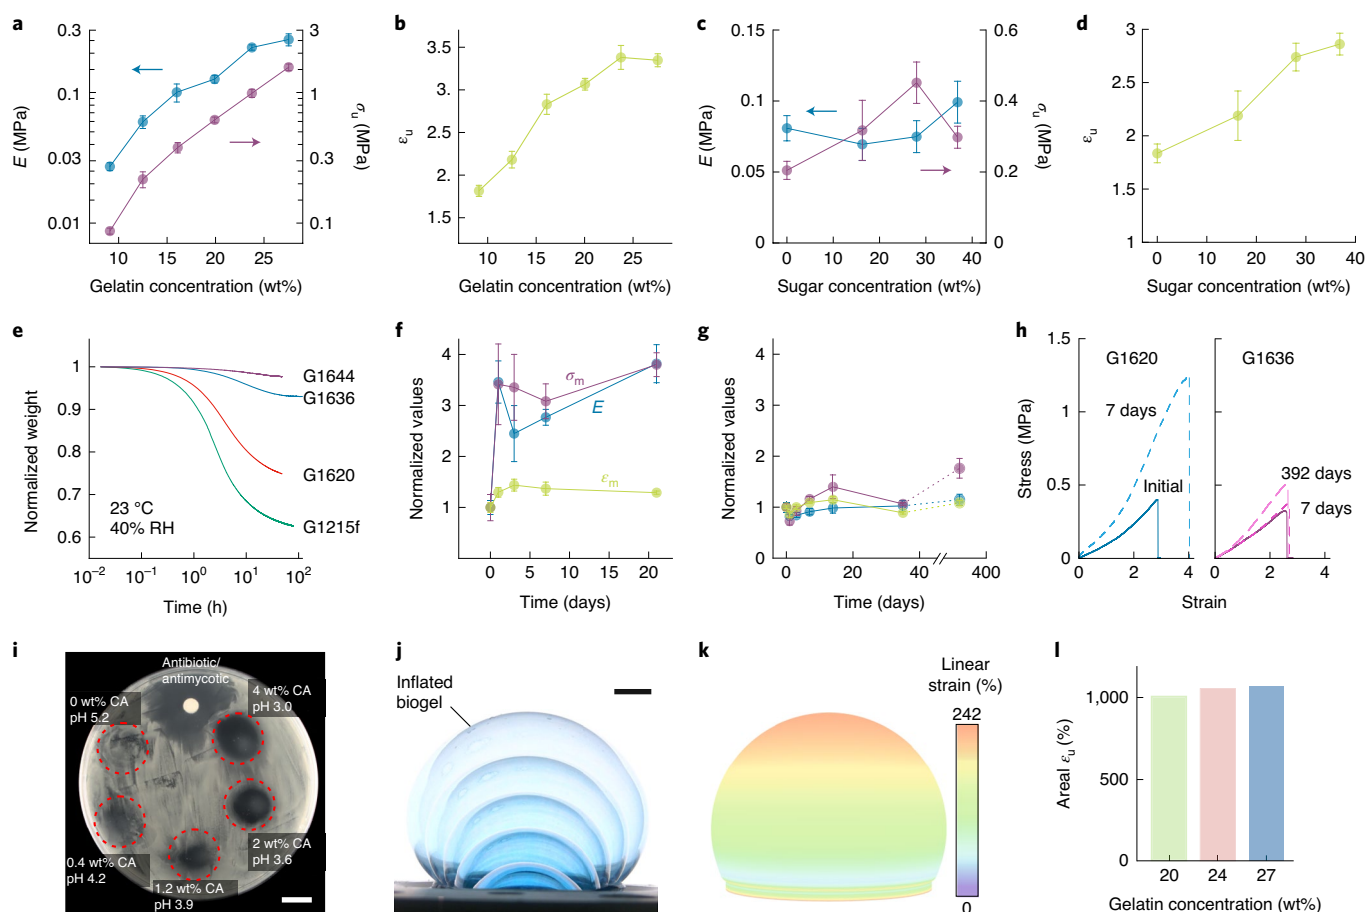 a
0.3
0.1
0.03
0.01
E (MPa)
3
1
0.3
0.1
σu (MPa)
10 15 20 25
Gelatin concentration (wt%)
b
3.5
3.
2.5
2.
1.5
εu
10 15 20 25
Gelatin concentration (wt%)
c
0.15
0.1
0.05
0
E (MPa)
0.6
0.4
0.2
0
σu (MPa)
0 10 20 30 40
Sugar concentration (wt%)
d
3
2.5
2
1.5
1
εu
0 10 20 30 40
Sugar concentration (wt%)
e
1
0.9
0.8
0.7
0.6
Normalized weight
G1644
G1636
G1620
G1215f
23 °C
40% RH
10−2 10−1 100 101 102
Time (h)
f
4
3
2
1
0
Normalized values
σm
E
εm
0 5 10 15 20
Time (days)
g
4
3
2
1
0
Normalized values
0 20 40 400
Time (days)
h
1.5
1
0.5
0
Stress (MPa)
G1620
7 days
Initial
0 2 4
G1636
392 days
7 days
0 2 4
Strain
i
Antibiotic/
antimycotic
0 wt% CA
pH 5.2
4 wt% CA
pH 3.0
0.4 wt% CA
pH 4.2
1.2 wt% CA
pH 3.9
2 wt% CA
pH 3.6
j
Inflated
biogel
k
Linear
strain (%)
242
0
l
1,000
500
0
Areal εu (%)
20 24 27
Gelatin concentration (wt%)